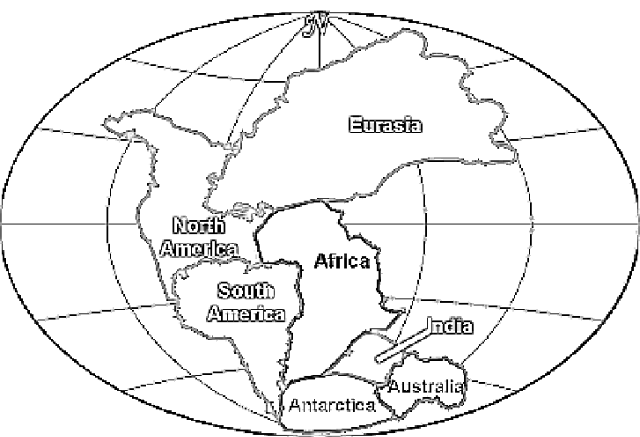 Eurasia
North
America
Africa
South
America
India
Australia
Antarctica